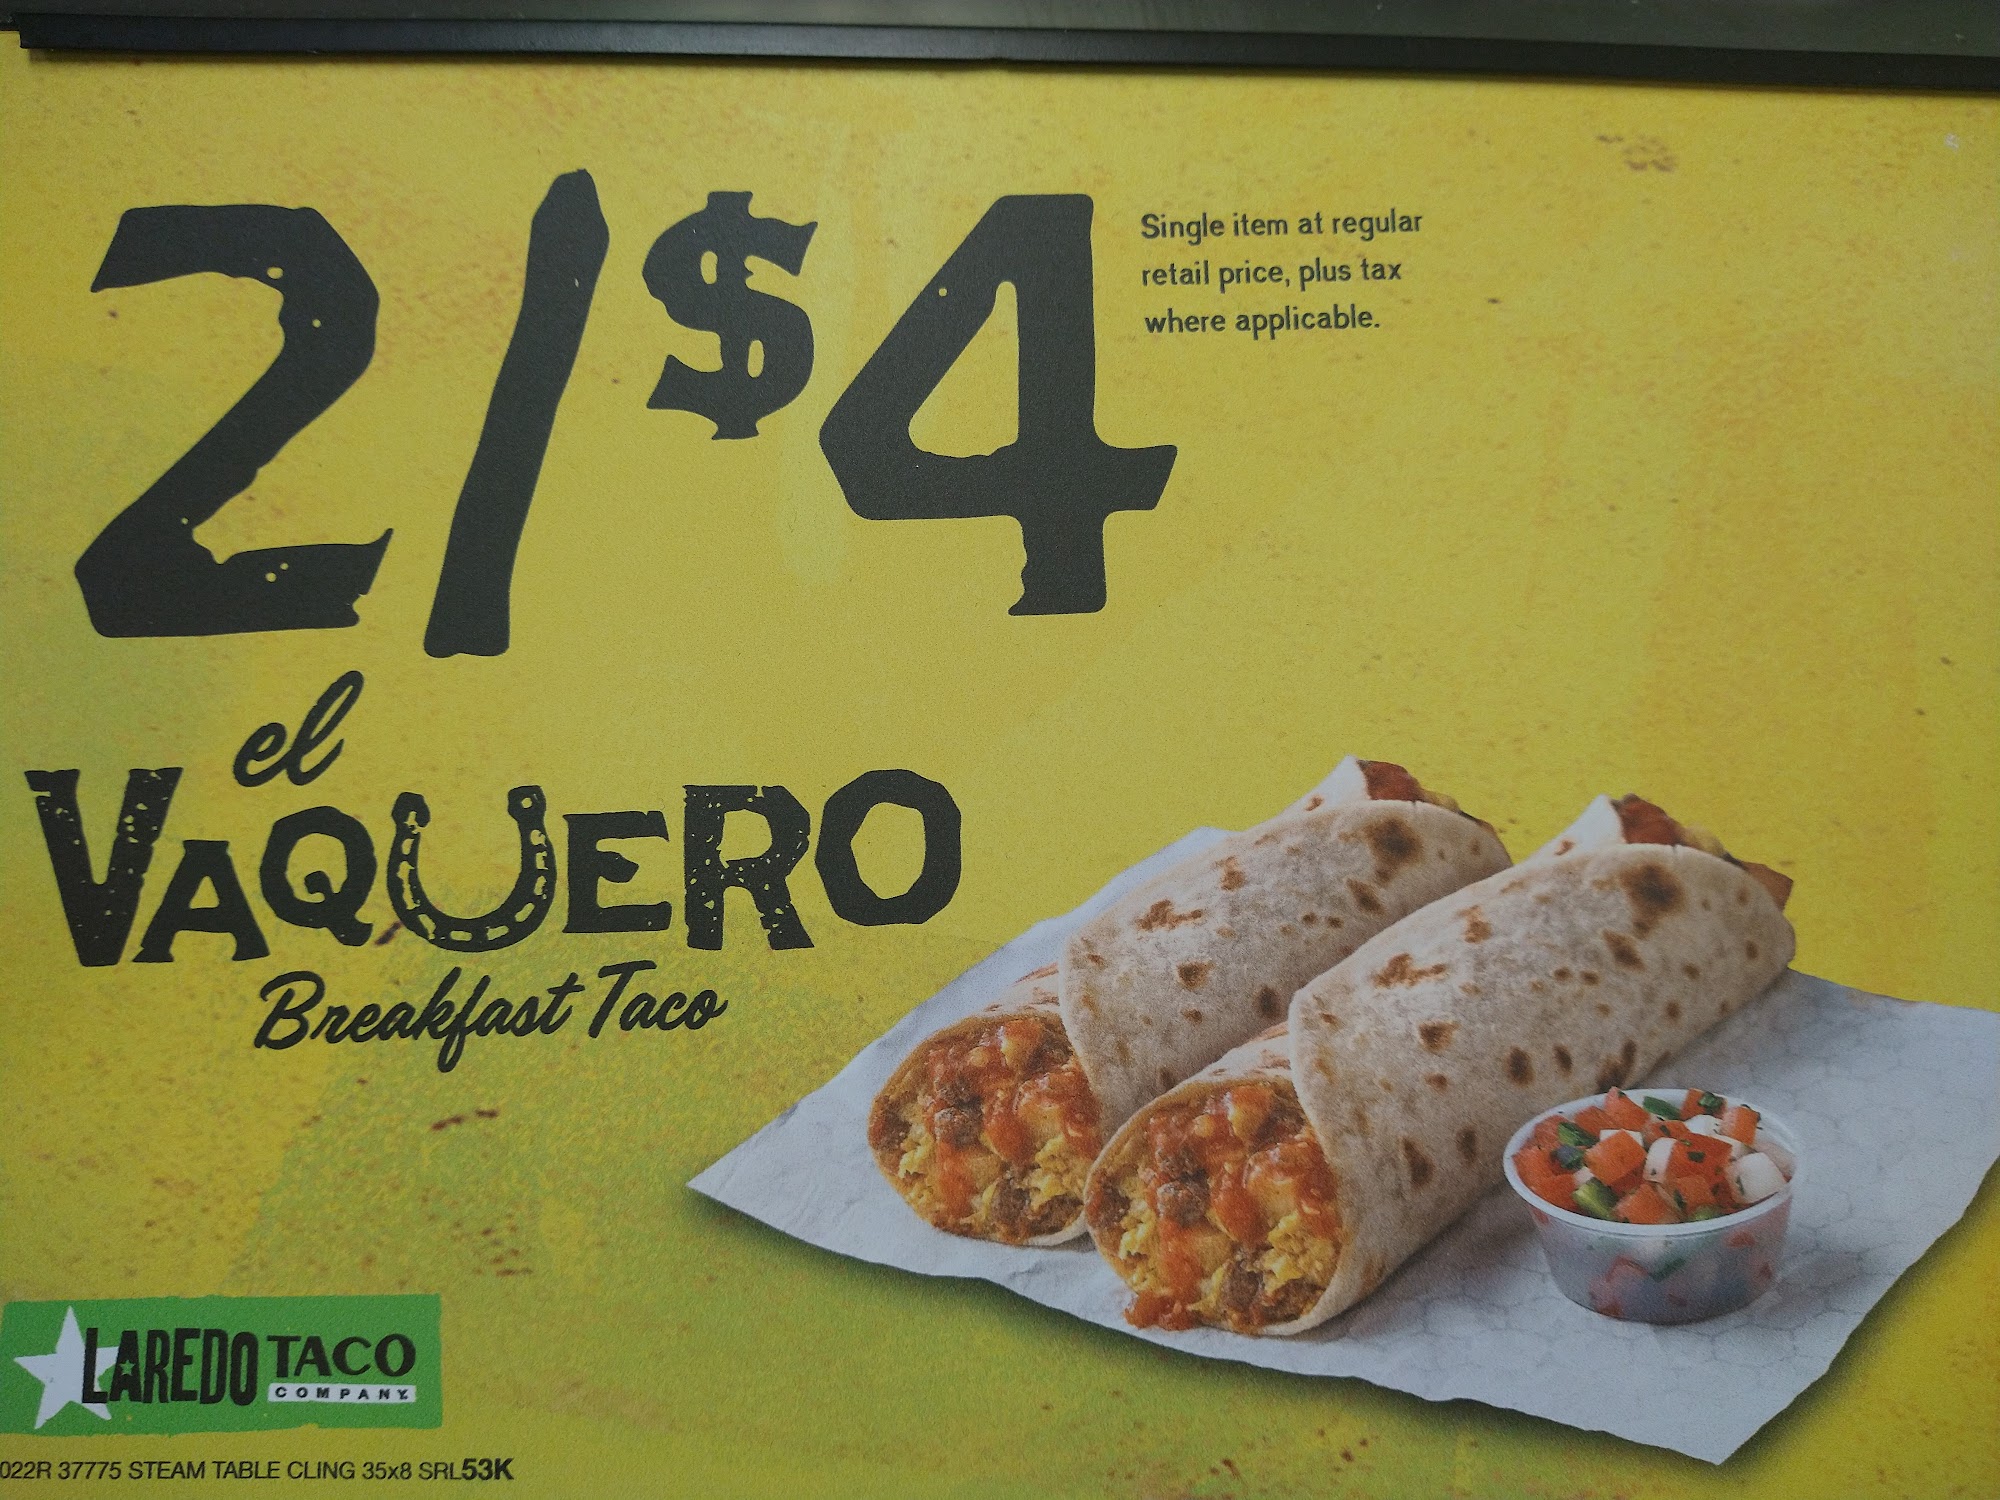 2/$4
Single item at regular
retail price, plus tax
where applicable.
el
VAQUERO
Breakfast Taco
LAREDO TACO
COMPANY.
022R 37775 STEAM TABLE CLING 35x8 SRL53K